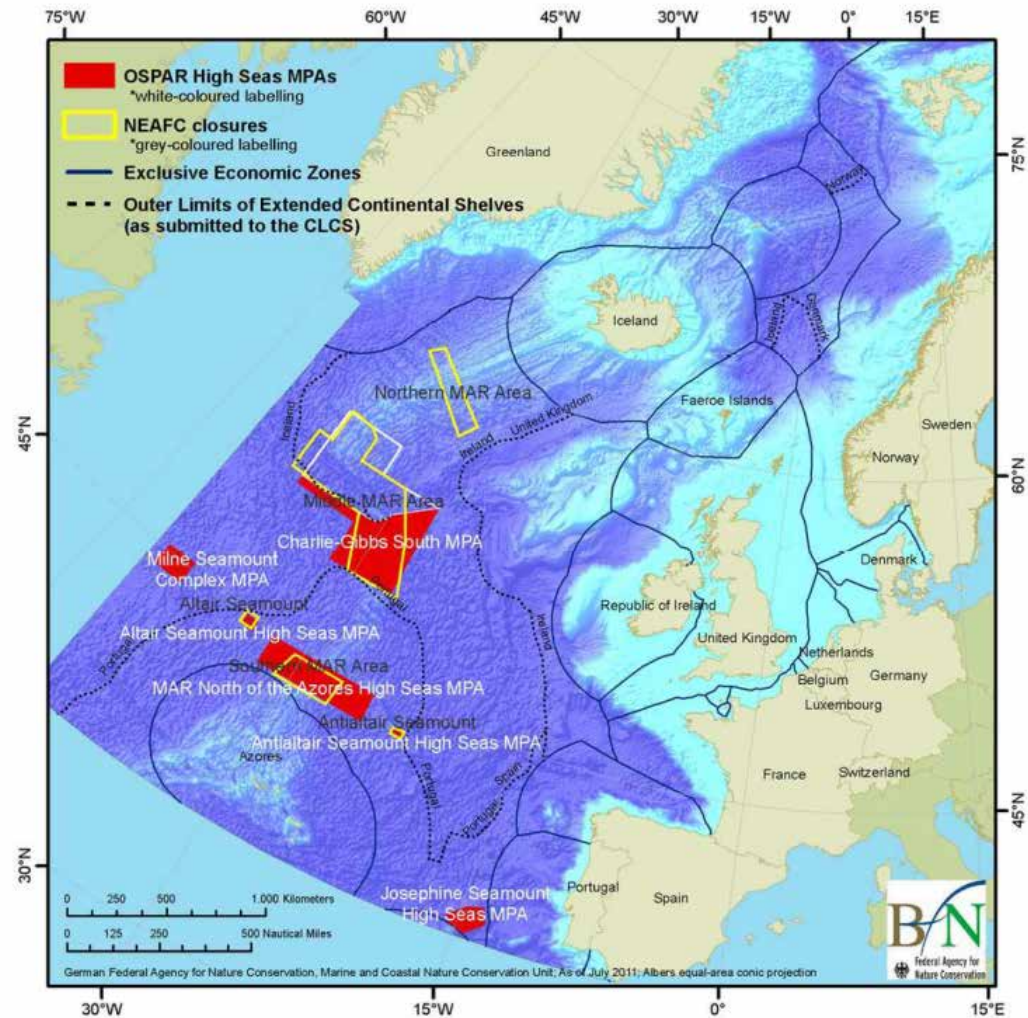 75°W
60°W
45°W
30°W
15°W
0°
15°E
OSPAR High Seas MPAs
*white-coloured labelling
NEAFC closures
*grey-coloured labelling
Exclusive Economic Zones
Outer Limits of Extended Continental Shelves
(as submitted to the CLCS)
Greenland
75°N
Norway
Iceland
Iceland
Denmark
Northern MAR Area
Faeroe Islands
Sweden
Norway
United Kingdom
Ireland
Iceland
45°N
60°N
Middle MAR Area
Charlie-Gibbs South MPA
Milne Seamount
Complex MPA
Denmark
Altair Seamount
Portugal
Altair Seamount High Seas MPA
Republic of Ireland
United Kingdom
Ireland
Netherlands
Belgium
Germany
Luxembourg
Portugal
Southern MAR Area
MAR North of the Azores High Seas MPA
Antialtair Seamount
Antialtair Seamount High Seas MPA
Azores
France
Switzerland
Portugal
Spain
Portugal
45°N
30°N
Portugal
Spain
Josephine Seamount
High Seas MPA
0 250 500 1.000 Kilometers
0 125 250 500 Nautical Miles
BfN
Federal Agency for
Nature Conservation
German Federal Agency for Nature Conservation, Marine and Coastal Nature Conservation Unit; As of July 2011; Albers equal-area conic projection
30°W
15°W
0°
15°E